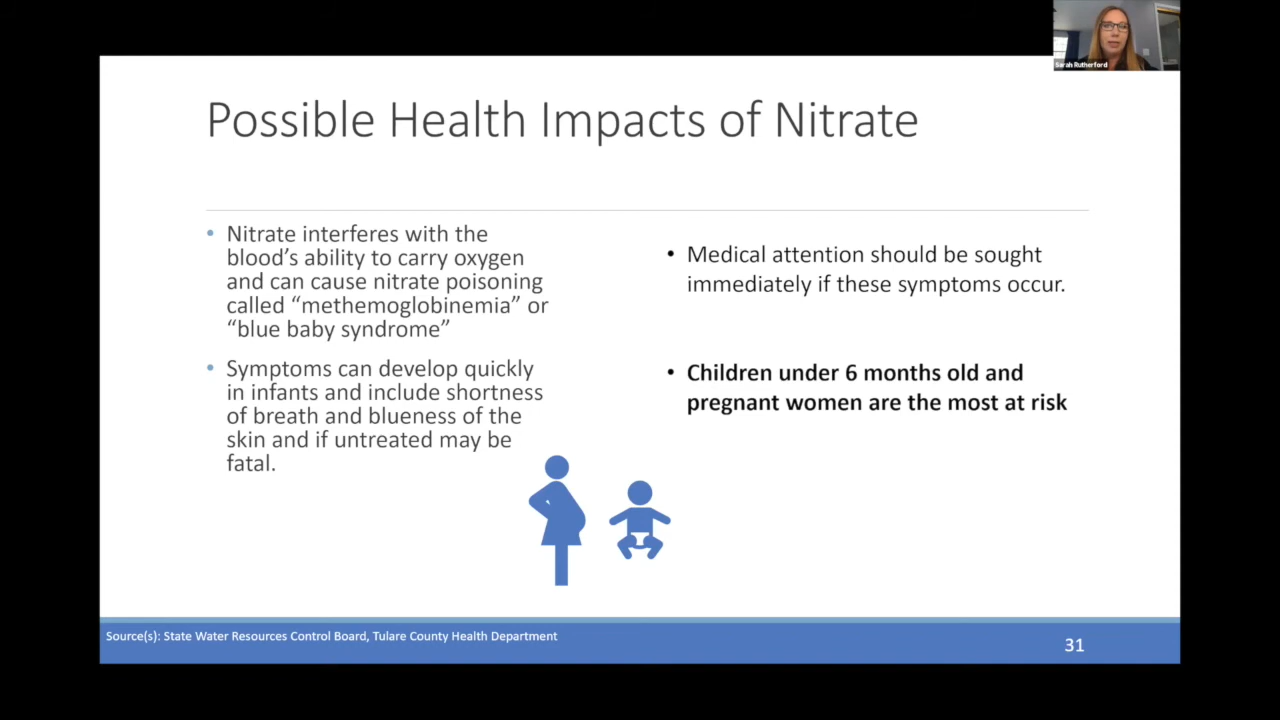 Sarah Rutherford
Possible Health Impacts of Nitrate
• Nitrate interferes with the
blood’s ability to carry oxygen
and can cause nitrate poisoning
called “methemoglobinemia” or
“blue baby syndrome”
• Symptoms can develop quickly
in infants and include shortness
of breath and blueness of the
skin and if untreated may be
fatal.
• Medical attention should be sought
immediately if these symptoms occur.
• Children under 6 months old and
pregnant women are the most at risk
Source(s): State Water Resources Control Board, Tulare County Health Department
31